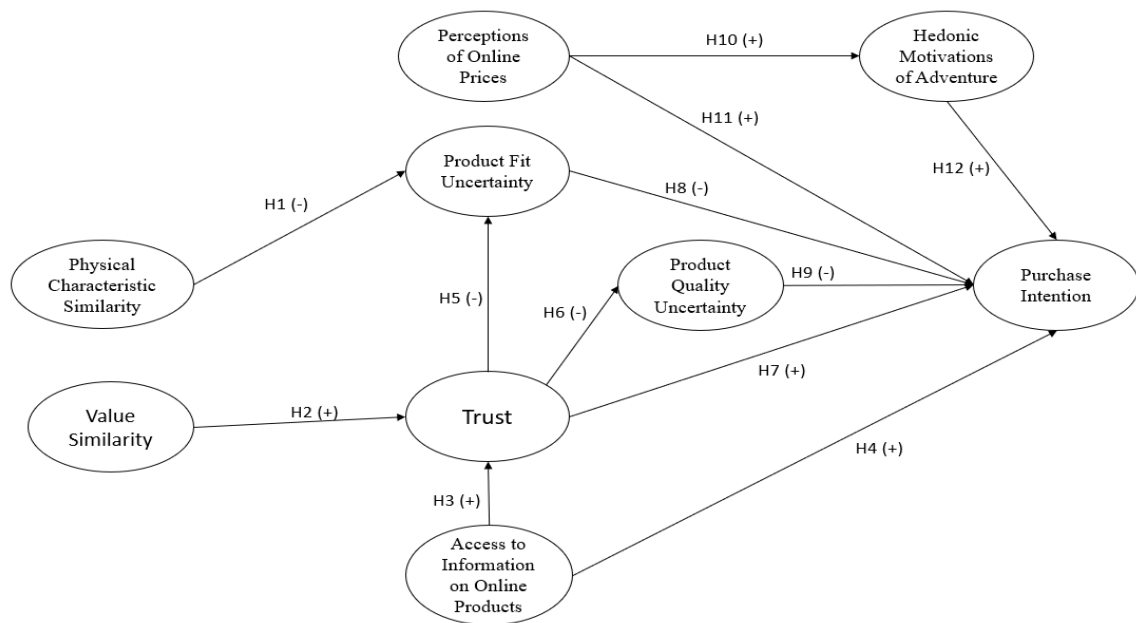 Perceptions
of Online
Prices
H10 (+)
Hedonic
Motivations
of Adventure
H11 (+)
H12 (+)
Product Fit
Uncertainty
H8 (-)
H1 (-)
Physical
Characteristic
Similarity
Product
Quality
Uncertainty
H9 (-)
Purchase
Intention
H5 (-)
H6 (-)
H7 (+)
Value
Similarity
H2 (+)
Trust
H4 (+)
H3 (+)
Access to
Information
on Online
Products